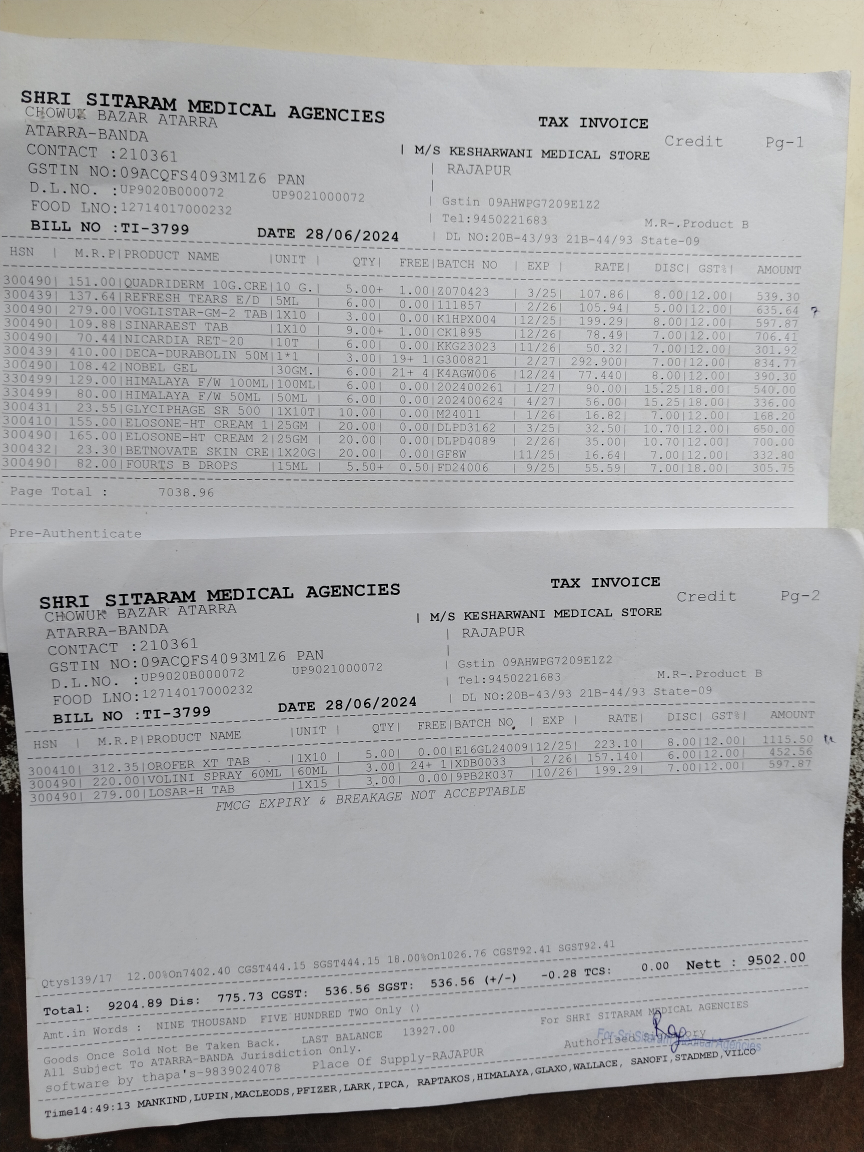 SHRI SITARAM MEDICAL AGENCIES
CHOWUK BAZAR ATARRA
ATARRA-BANDA
CONTACT :210361
GSTIN NO:09ACQFS4093M1Z6 PAN
D.L.NO. :UP9020B000072 UP9021000072
FOOD LNO:12714017000232
BILL NO :TI-3799 DATE 28/06/2024
TAX INVOICE
Credit Pg-1
| M/S KESHARWANI MEDICAL STORE
| RAJAPUR
|
| Gstin 09AHWPG7209E1Z2
| Tel:9450221683 M.R-.Product B
| DL NO:20B-43/93 21B-44/93 State-09
HSN | M.R.P|PRODUCT NAME |UNIT | QTY| FREE|BATCH NO | EXP | RATE| DISC| GST%| AMOUNT
300490| 151.00|QUADRIDERM 10G.CRE|10 G.| 5.00+ 1.00|Z070423 | 3/25| 107.86| 8.00|12.00| 539.30
300439| 137.64|REFRESH TEARS E/D |5ML | 6.00| 0.00|111857 | 2/26| 105.94| 5.00|12.00| 635.64
300490| 279.00|VOGLISTAR-GM-2 TAB|1X10 | 3.00| 0.00|K1HPX004 |12/25| 199.29| 8.00|12.00| 597.87
300490| 109.88|SINARAEST TAB |1X10 | 9.00+ 1.00|CK1895 |12/26| 78.49| 7.00|12.00| 706.41
300490| 70.44|NICARDIA RET-20 |10T | 6.00| 0.00|KKG23023 |11/26| 50.32| 7.00|12.00| 301.92
300439| 410.00|DECA-DURABOLIN 50M|1*1 | 3.00| 19+ 1|G300821 | 2/27| 292.900| 7.00|12.00| 834.77
300490| 108.42|NOBEL GEL |30GM.| 6.00| 21+ 4|K4AGW006 |12/24| 77.440| 8.00|12.00| 390.30
330499| 129.00|HIMALAYA F/W 100ML|100ML| 6.00| 0.00|202400261 | 1/27| 90.00| 15.25|18.00| 540.00
330499| 80.00|HIMALAYA F/W 50ML |50ML | 6.00| 0.00|202400624 | 4/27| 56.00| 15.25|18.00| 336.00
300431| 23.55|GLYCIPHAGE SR 500 |1X10T| 10.00| 0.00|M24011 | 1/26| 16.82| 7.00|12.00| 168.20
300410| 155.00|ELOSONE-HT CREAM 1|25GM | 20.00| 0.00|DLPD3162 | 3/25| 32.50| 10.70|12.00| 650.00
300490| 165.00|ELOSONE-HT CREAM 2|25GM | 20.00| 0.00|DLPD4089 | 2/26| 35.00| 10.70|12.00| 700.00
300432| 23.30|BETNOVATE SKIN CRE|1X20G| 20.00| 0.00|GF8W |11/25| 16.64| 7.00|12.00| 332.80
300490| 82.00|FOURTS B DROPS |15ML | 5.50+ 0.50|FD24006 | 9/25| 55.59| 7.00|18.00| 305.75
Page Total : 7038.96
Pre-Authenticate
SHRI SITARAM MEDICAL AGENCIES
CHOWUK BAZAR ATARRA
ATARRA-BANDA
CONTACT :210361
GSTIN NO:09ACQFS4093M1Z6 PAN
D.L.NO. :UP9020B000072 UP9021000072
FOOD LNO:12714017000232
BILL NO :TI-3799 DATE 28/06/2024
TAX INVOICE
Credit Pg-2
| M/S KESHARWANI MEDICAL STORE
| RAJAPUR
|
| Gstin 09AHWPG7209E1Z2
| Tel:9450221683 M.R-.Product B
| DL NO:20B-43/93 21B-44/93 State-09
HSN | M.R.P|PRODUCT NAME |UNIT | QTY| FREE|BATCH NO | EXP | RATE| DISC| GST%| AMOUNT
300410| 312.35|OROFER XT TAB |1X10 | 5.00| 0.00|E16GL24009|12/25| 223.10| 8.00|12.00| 1115.50
300490| 220.00|VOLINI SPRAY 60ML |60ML | 3.00| 24+ 1|XDB0033 | 2/26| 157.140| 6.00|12.00| 452.56
300490| 279.00|LOSAR-H TAB |1X15 | 3.00| 0.00|9PB2K037 |10/26| 199.29| 7.00|12.00| 597.87
FMCG EXPIRY & BREAKAGE NOT ACCEPTABLE
Qtys139/17 12.00%On7402.40 CGST444.15 SGST444.15 18.00%On1026.76 CGST92.41 SGST92.41
Total: 9204.89 Dis: 775.73 CGST: 536.56 SGST: 536.56 (+/-) -0.28 TCS: 0.00 Nett : 9502.00
Amt.in Words : NINE THOUSAND FIVE HUNDRED TWO Only ()
Goods Once Sold Not Be Taken Back. LAST BALANCE 13927.00
All Subject To ATARRA-BANDA Jurisdiction Only.
software by thapa's-9839024078 Place Of Supply-RAJAPUR
For SHRI SITARAM MEDICAL AGENCIES
Time14:49:13 MANKIND,LUPIN,MACLEODS,PFIZER,LARK,IPCA, RAPTAKOS,HIMALAYA,GLAXO,WALLACE, SANOFI,STADMED,VILCO